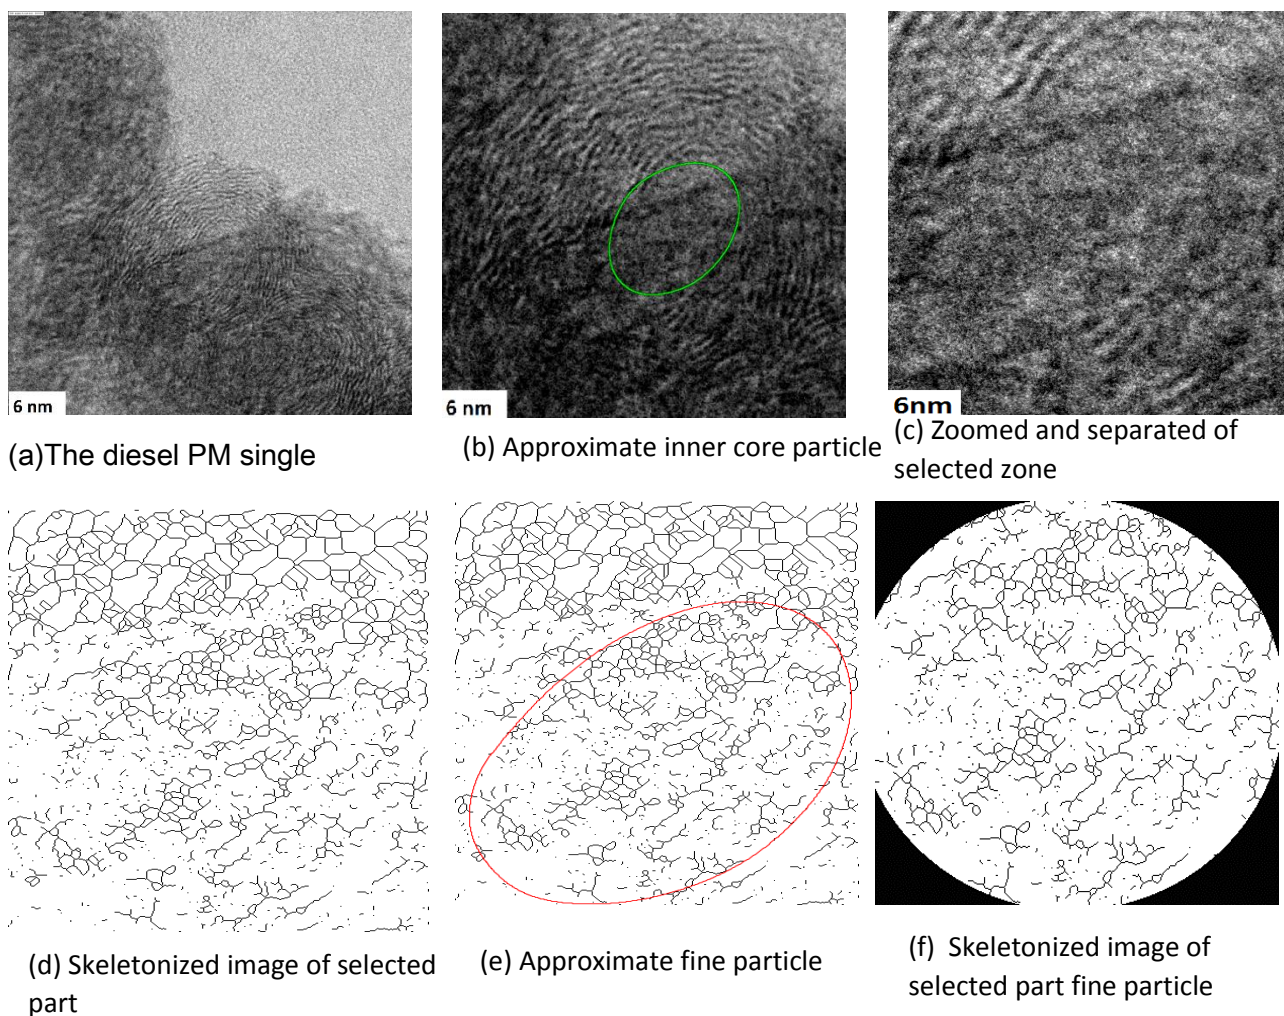 6 nm
6 nm
6nm
(a)The diesel PM single
(b) Approximate inner core particle
(c) Zoomed and separated of
selected zone
(d) Skeletonized image of selected
part
(e) Approximate fine particle
(f) Skeletonized image of
selected part fine particle